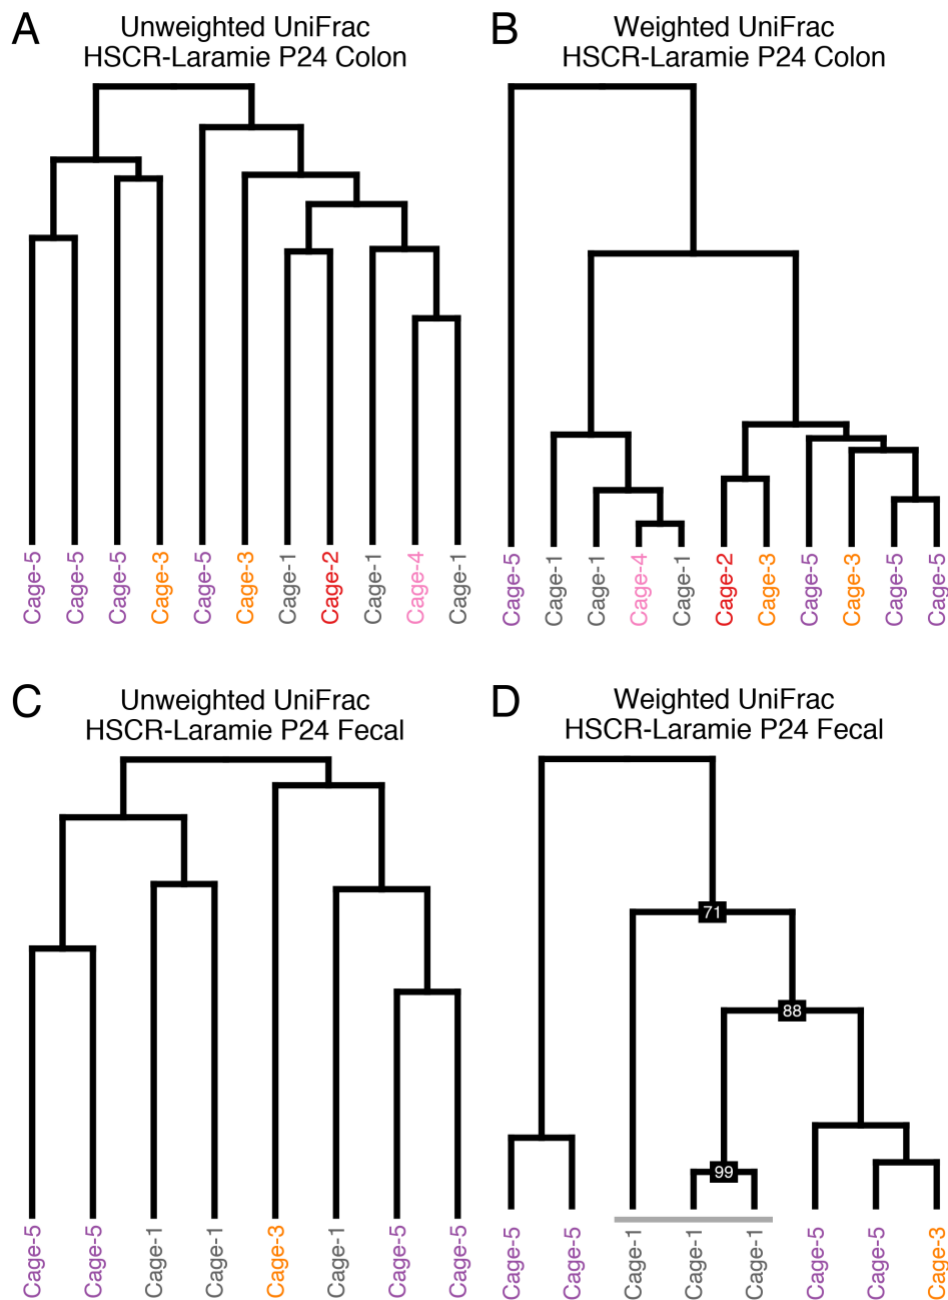 A
Unweighted UniFrac
HSCR-Laramie P24 Colon
Cage-5
Cage-5
Cage-5
Cage-3
Cage-5
Cage-3
Cage-1
Cage-2
Cage-1
Cage-4
Cage-1
B
Weighted UniFrac
HSCR-Laramie P24 Colon
Cage-5
Cage-1
Cage-1
Cage-4
Cage-1
Cage-2
Cage-3
Cage-5
Cage-3
Cage-5
Cage-5
C
Unweighted UniFrac
HSCR-Laramie P24 Fecal
Cage-5
Cage-5
Cage-1
Cage-1
Cage-3
Cage-1
Cage-5
Cage-5
D
Weighted UniFrac
HSCR-Laramie P24 Fecal
71
88
99
Cage-5
Cage-5
Cage-1
Cage-1
Cage-1
Cage-5
Cage-5
Cage-3